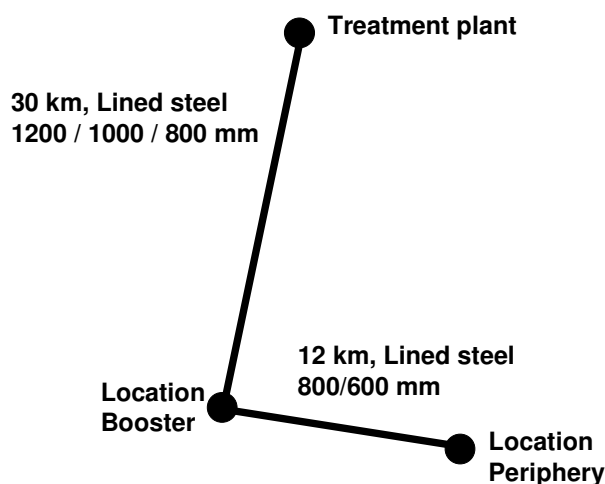 Treatment plant
30 km, Lined steel
1200 / 1000 / 800 mm
12 km, Lined steel
800/600 mm
Location
Booster
Location
Periphery